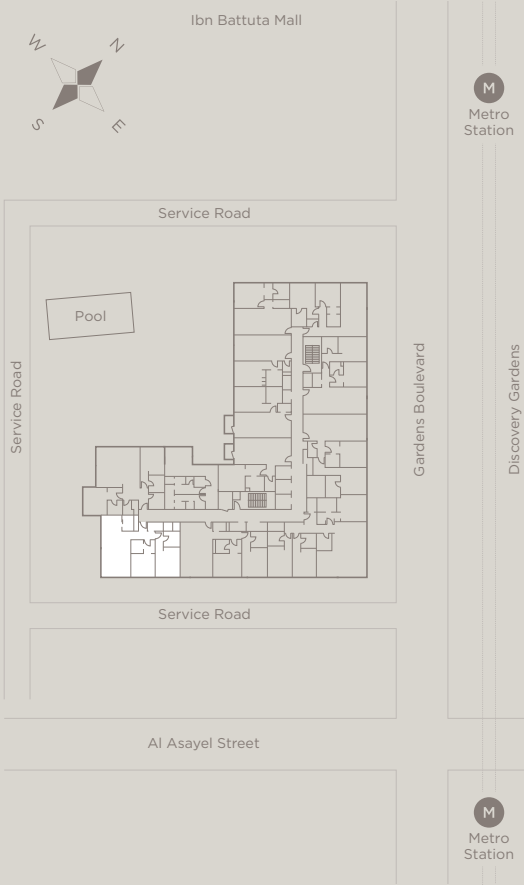 Ibn Battuta Mall
W
N
S
E
M
Metro
Station
Service Road
Pool
Service Road
Gardens Boulevard
Discovery Gardens
Service Road
Al Asayel Street
M
Metro
Station